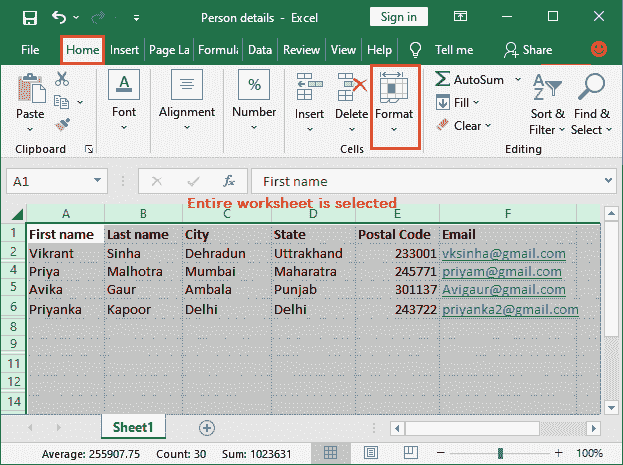 Person details - Excel
Sign in
File Home Insert Page La Formula Data Review View Help Tell me Share
Paste
Clipboard
Font
Alignment
Number
Insert Delete Format
Cells
AutoSum
Fill
Clear
Sort & Filter
Find & Select
Editing
A1 fx First name
Entire worksheet is selected
A B C D E F
1 First name Last name City State Postal Code Email
2 Vikrant Sinha Dehradun Uttrakhand 233001 vksinha@gmail.com
4 Priya Malhotra Mumbai Maharatra 245771 priyam@gmail.com
5 Avika Gaur Ambala Punjab 301137 Avigaur@gmail.com
6 Priyanka Kapoor Delhi Delhi 243722 priyanka2@gmail.com
8
9
11
12
14
Sheet1
Average: 255907.75 Count: 30 Sum: 1023631 100%